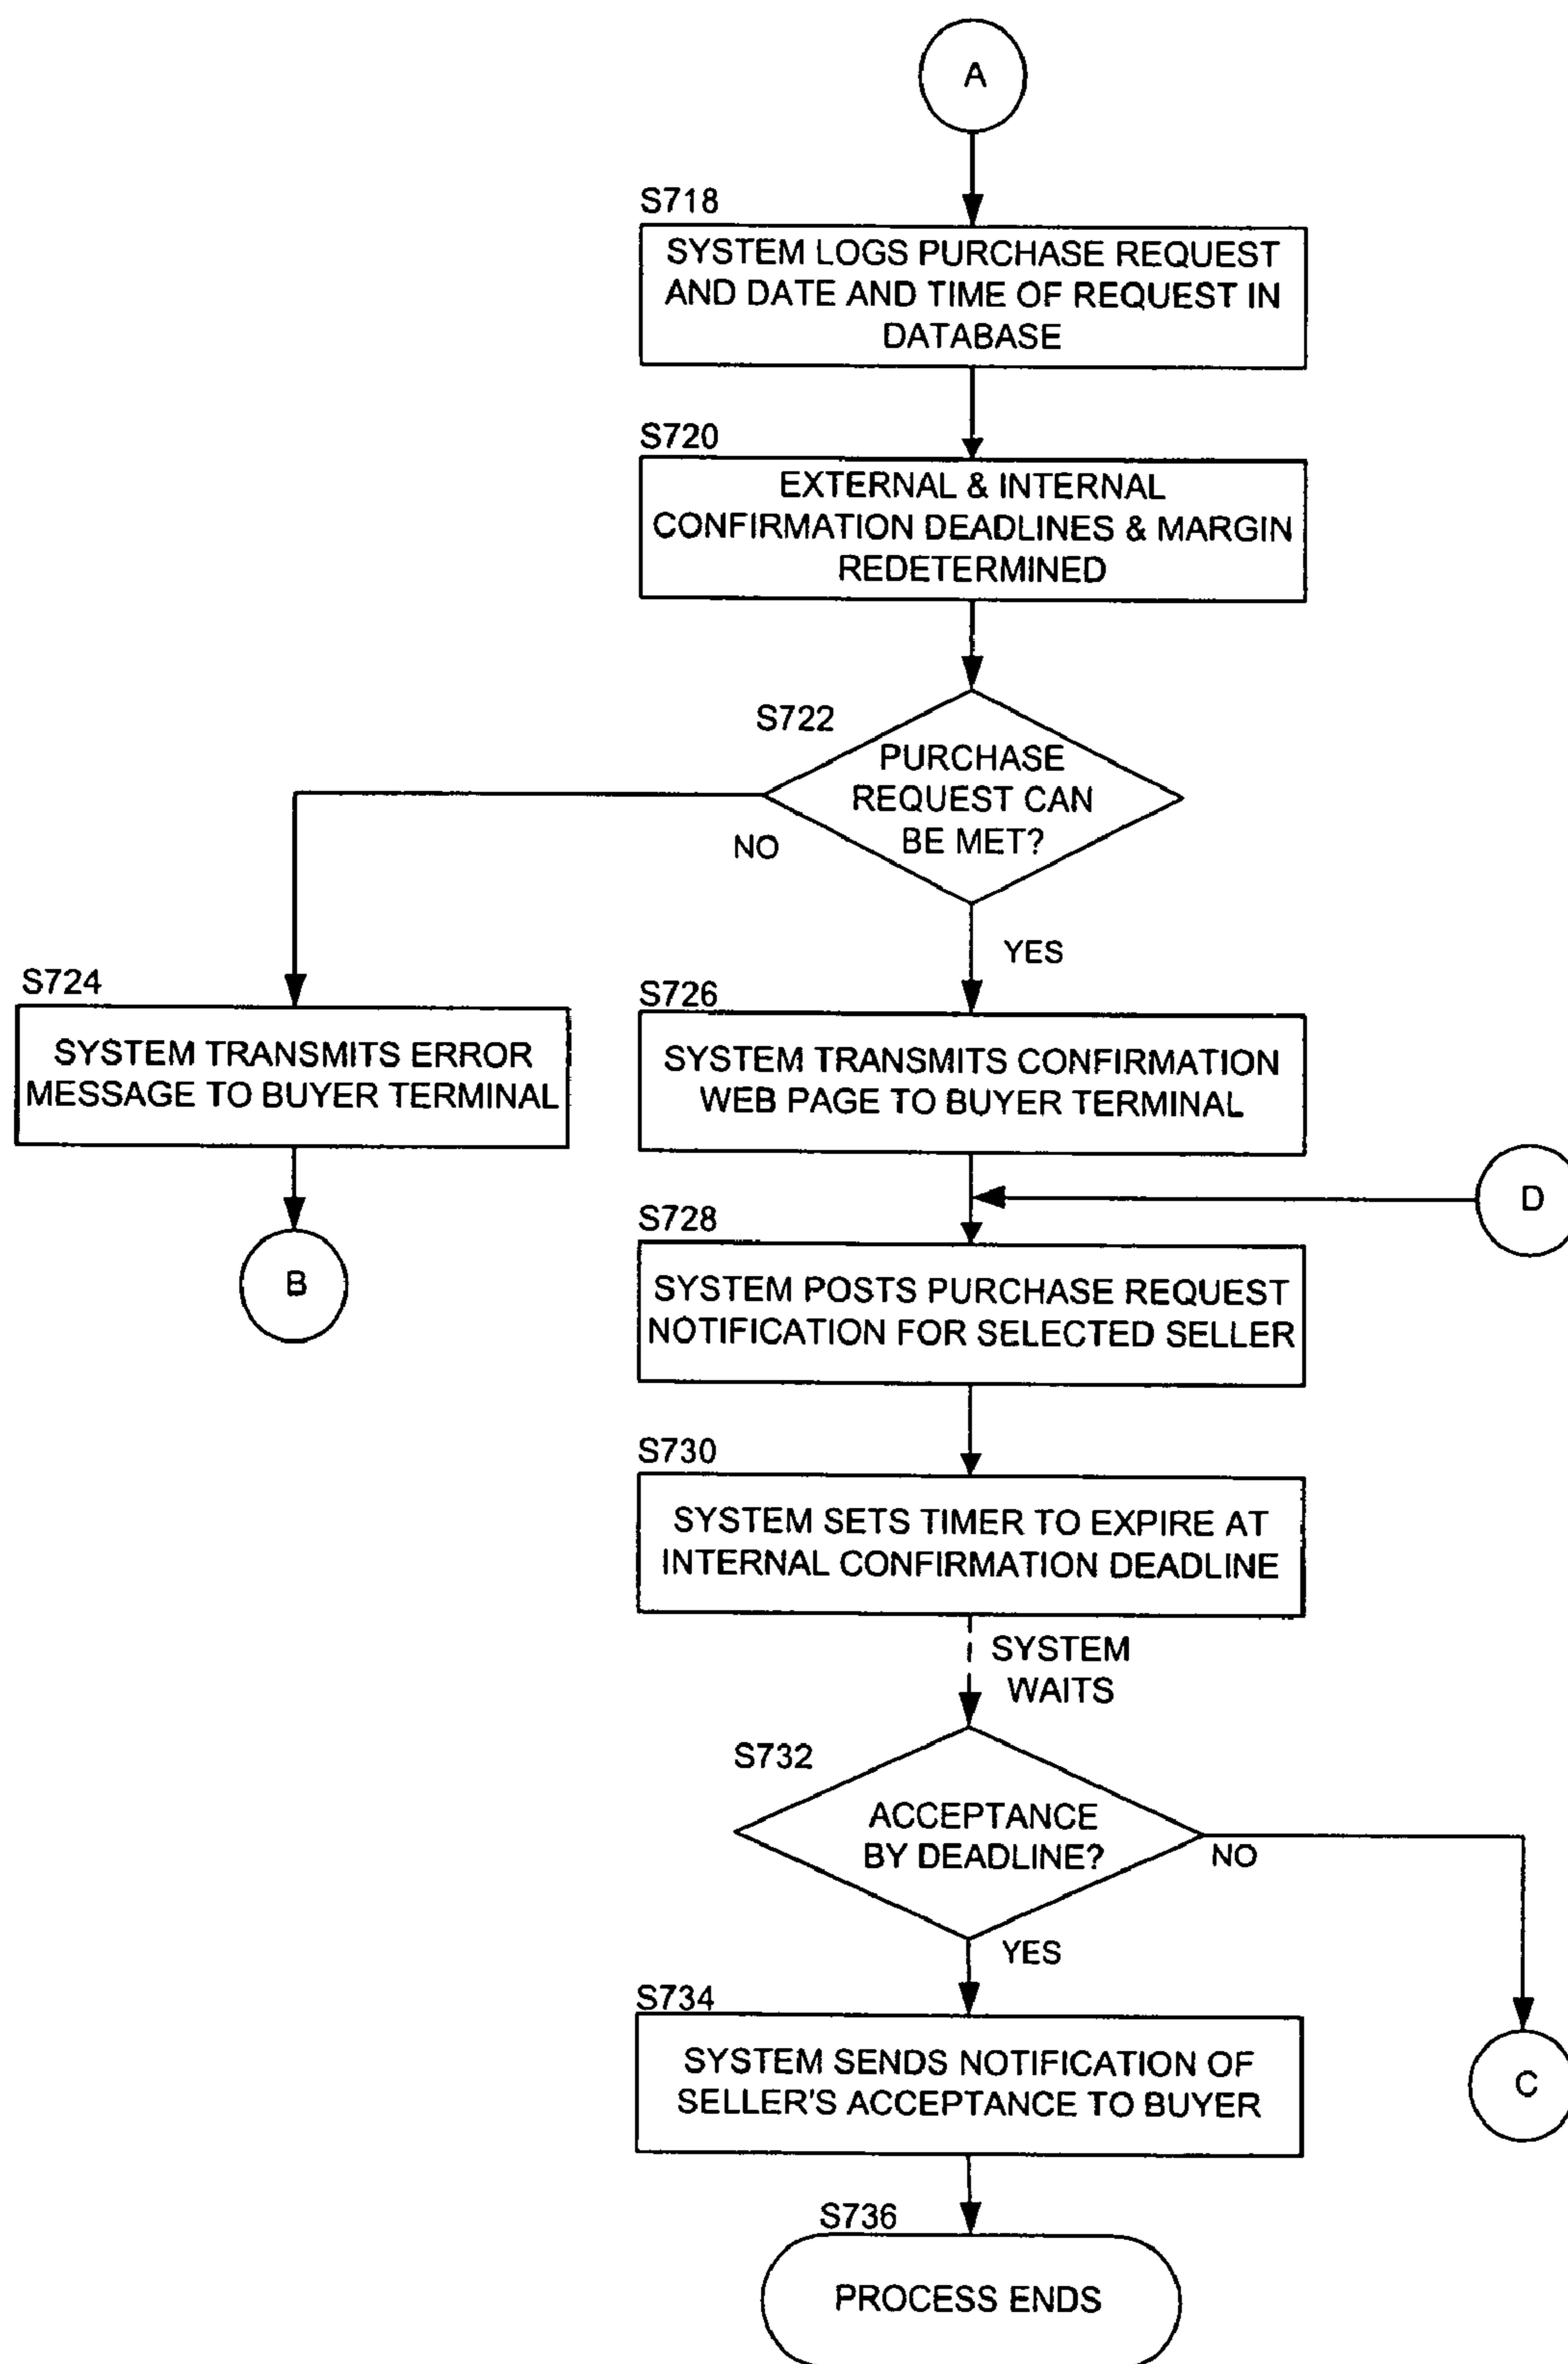 A
S718
SYSTEM LOGS PURCHASE REQUEST
AND DATE AND TIME OF REQUEST IN
DATABASE
S720
EXTERNAL & INTERNAL
CONFIRMATION DEADLINES & MARGIN
REDETERMINED
S722
PURCHASE
REQUEST CAN
BE MET?
NO
YES
S724
SYSTEM TRANSMITS ERROR
MESSAGE TO BUYER TERMINAL
B
S726
SYSTEM TRANSMITS CONFIRMATION
WEB PAGE TO BUYER TERMINAL
D
S728
SYSTEM POSTS PURCHASE REQUEST
NOTIFICATION FOR SELECTED SELLER
S730
SYSTEM SETS TIMER TO EXPIRE AT
INTERNAL CONFIRMATION DEADLINE
SYSTEM
WAITS
S732
ACCEPTANCE
BY DEADLINE?
NO
YES
C
S734
SYSTEM SENDS NOTIFICATION OF
SELLER'S ACCEPTANCE TO BUYER
S736
PROCESS ENDS